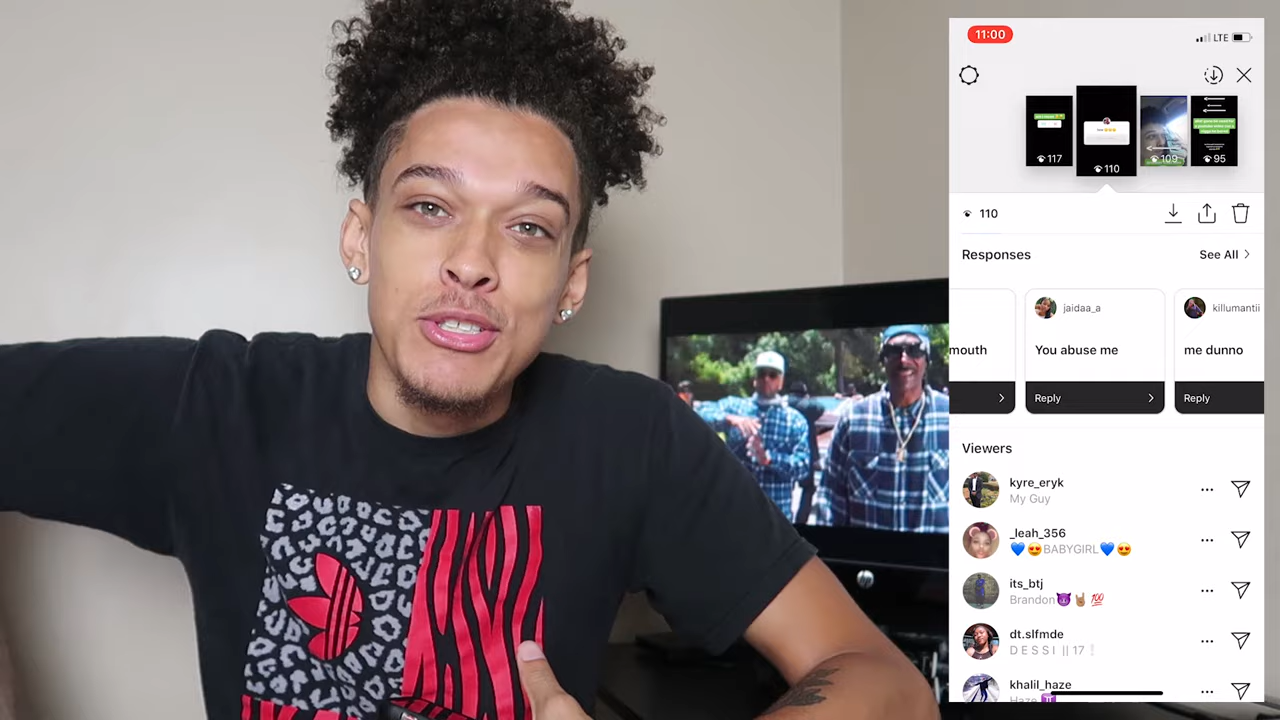 11:00
LTE
117
110
109
95
110
Responses
See All
jaidaa_a
killumantii
mouth
You abuse me
me dunno
Reply
Reply
Viewers
kyre_eryk
My Guy
_leah_356
💙😍BABYGIRL💙😍
its_btj
Brandon😈🤘🏽💯
dt.slfmde
D E S S I || 17❕
khalil_haze
Haze